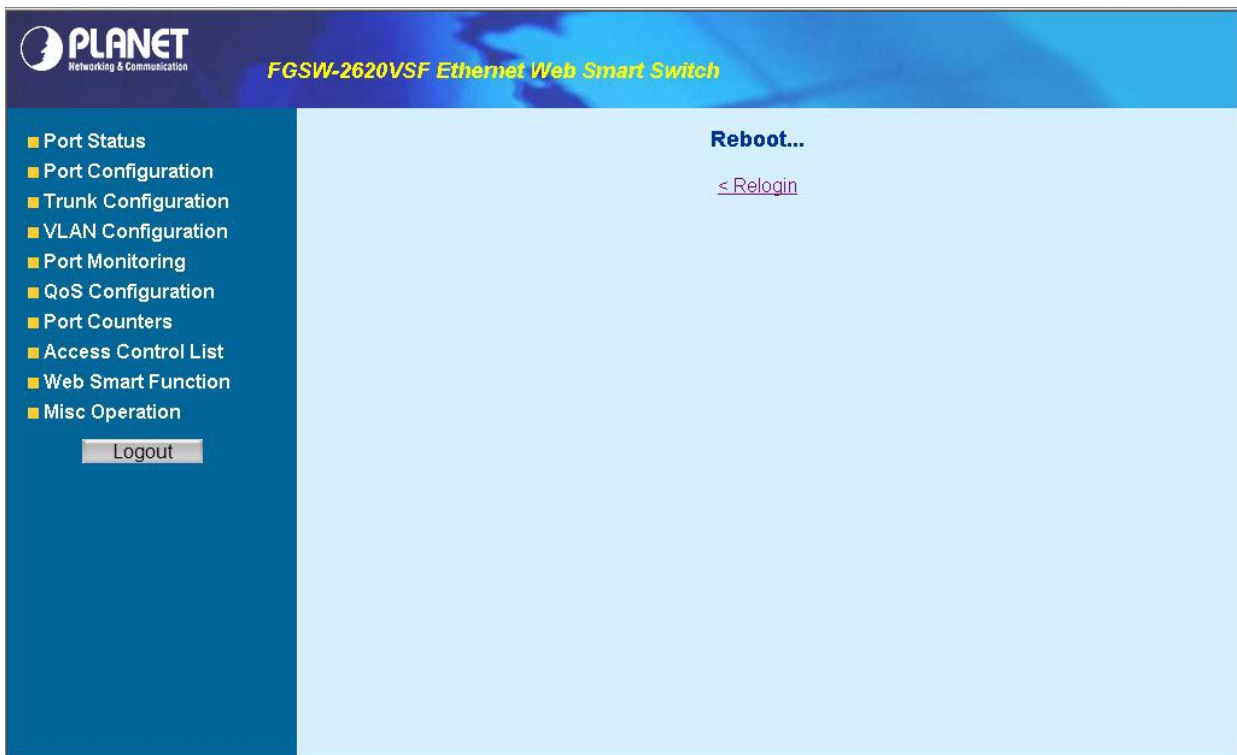 PLANET
Networking & Communication
FGSW-2620VSF Ethernet Web Smart Switch
Port Status
Port Configuration
Trunk Configuration
VLAN Configuration
Port Monitoring
QoS Configuration
Port Counters
Access Control List
Web Smart Function
Misc Operation
Logout
Reboot...
< Relogin